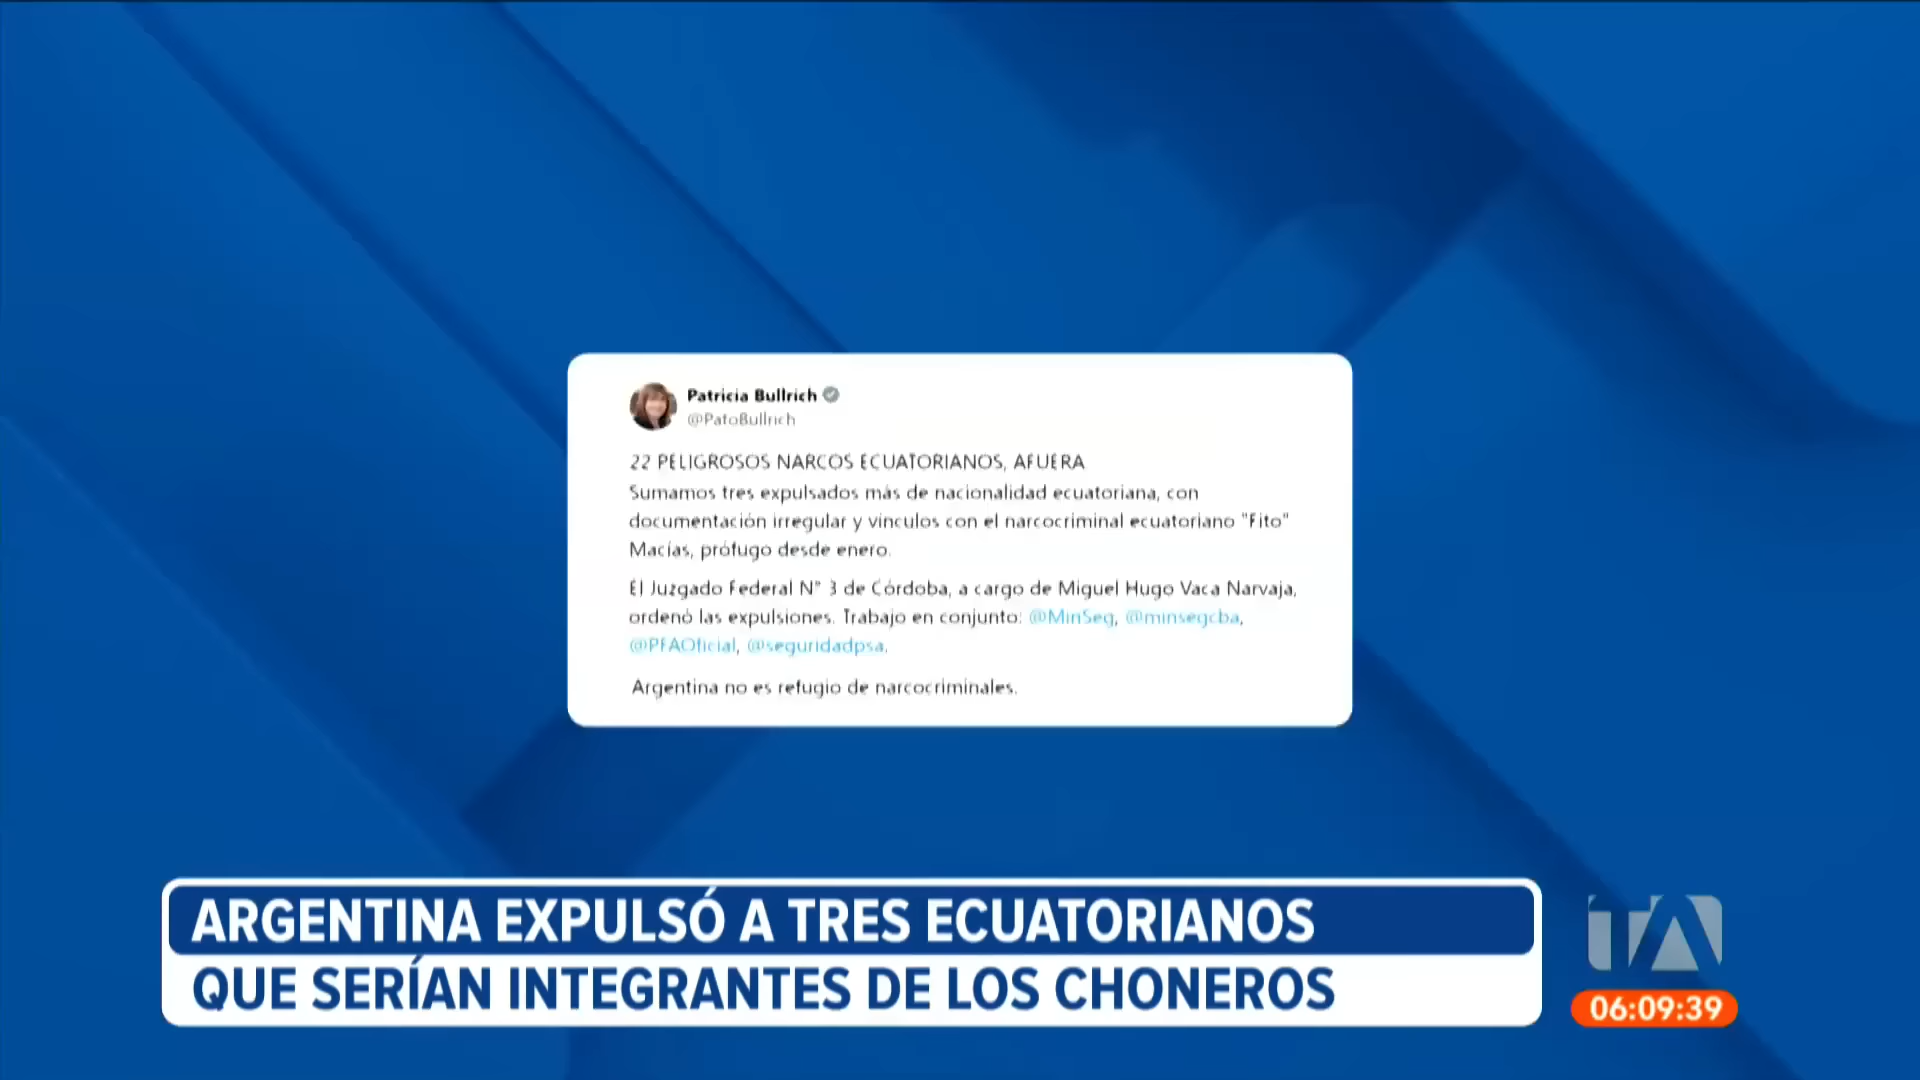 Patricia Bullrich
@PatoBullrich
22 PELIGROSOS NARCOS ECUATORIANOS, AFUERA
Sumamos tres expulsados más de nacionalidad ecuatoriana, con
documentación irregular y vínculos con el narcocriminal ecuatoriano "Fito"
Macías, prófugo desde enero.
El Juzgado Federal N° 3 de Córdoba, a cargo de Miguel Hugo Vaca Narvaja,
ordenó las expulsiones. Trabajo en conjunto: @MinSeg, @minsegcba,
@PFAOficial, @seguridadpsa.
Argentina no es refugio de narcocriminales.
ARGENTINA EXPULSÓ A TRES ECUATORIANOS
QUE SERÍAN INTEGRANTES DE LOS CHONEROS
TA
06:09:39